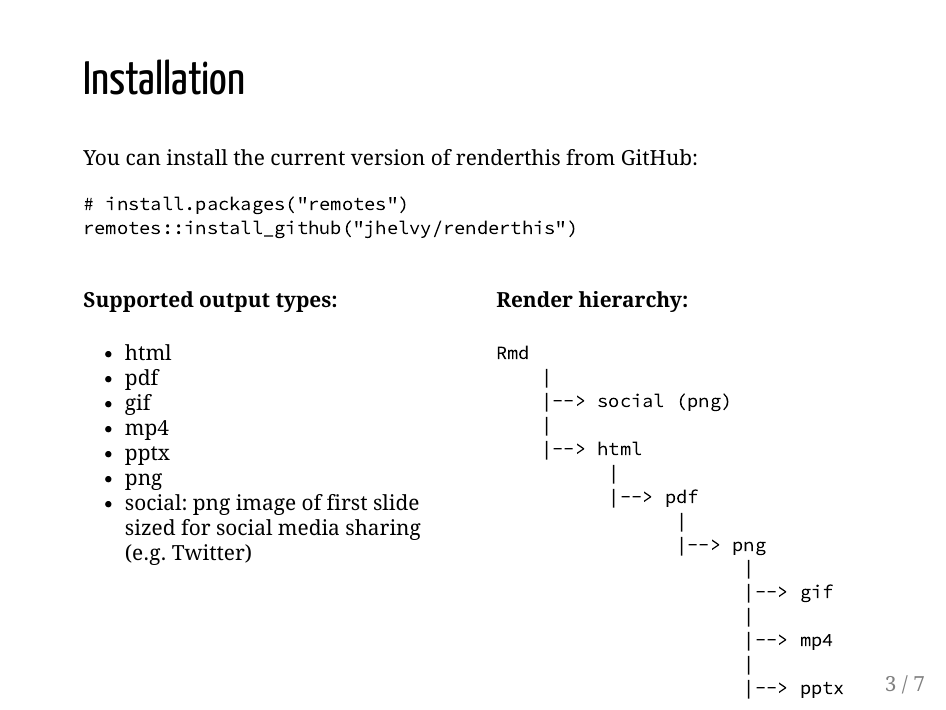 Installation
You can install the current version of renderthis from GitHub:
# install.packages("remotes")
remotes::install_github("jhelvy/renderthis")
Supported output types:
• html
• pdf
• gif
• mp4
• pptx
• png
• social: png image of first slide
sized for social media sharing
(e.g. Twitter)
Render hierarchy:
Rmd
    |
    |--> social (png)
    |
    |--> html
          |
          |--> pdf
                |
                |--> png
                      |
                      |--> gif
                      |
                      |--> mp4
                      |
                      |--> pptx
3 / 7